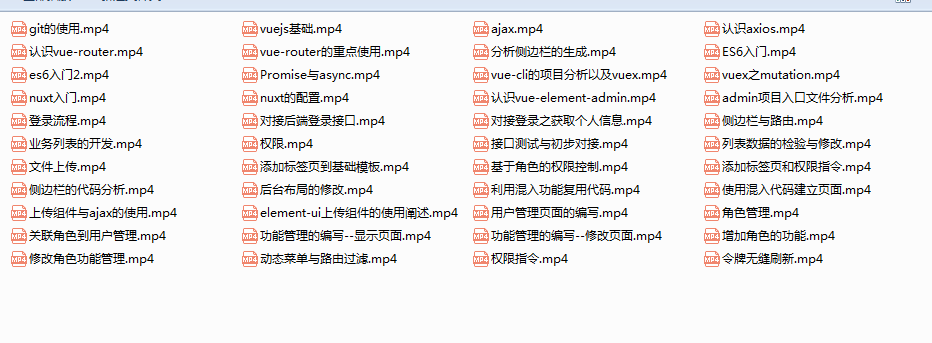 git的使用.mp4
vuejs基础.mp4
ajax.mp4
认识axios.mp4
认识vue-router.mp4
vue-router的重点使用.mp4
分析侧边栏的生成.mp4
ES6入门.mp4
es6入门2.mp4
Promise与async.mp4
vue-cli的项目分析以及vuex.mp4
vuex之mutation.mp4
nuxt入门.mp4
nuxt的配置.mp4
认识vue-element-admin.mp4
admin项目入口文件分析.mp4
登录流程.mp4
对接后端登录接口.mp4
对接登录之获取个人信息.mp4
侧边栏与路由.mp4
业务列表的开发.mp4
权限.mp4
接口测试与初步对接.mp4
列表数据的检验与修改.mp4
文件上传.mp4
添加标签页到基础模板.mp4
基于角色的权限控制.mp4
添加标签页和权限指令.mp4
侧边栏的代码分析.mp4
后台布局的修改.mp4
利用混入功能复用代码.mp4
使用混入代码建立页面.mp4
上传组件与ajax的使用.mp4
element-ui上传组件的使用阐述.mp4
用户管理页面的编写.mp4
角色管理.mp4
关联角色到用户管理.mp4
功能管理的编写--显示页面.mp4
功能管理的编写--修改页面.mp4
增加角色的功能.mp4
修改角色功能管理.mp4
动态菜单与路由过滤.mp4
权限指令.mp4
令牌无缝刷新.mp4